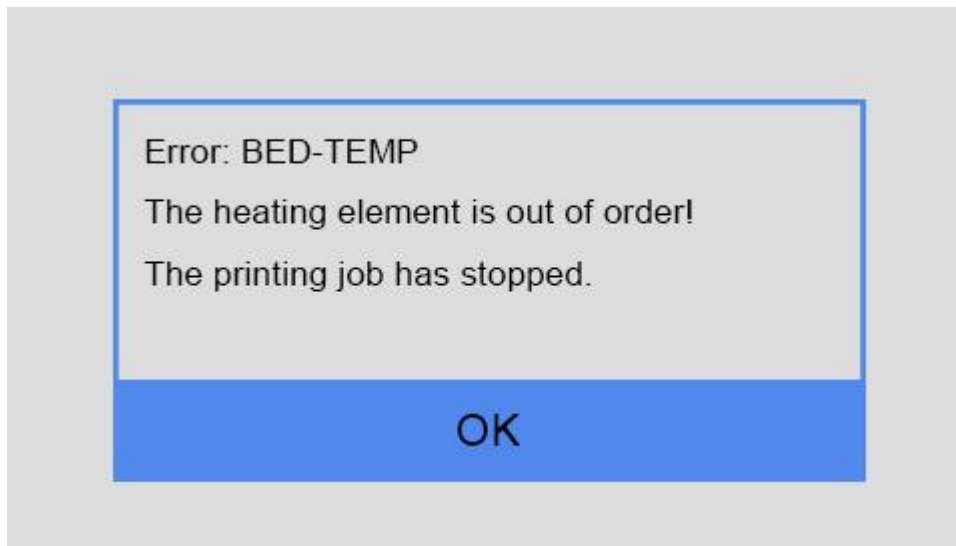 Error: BED-TEMP
The heating element is out of order!
The printing job has stopped.
OK